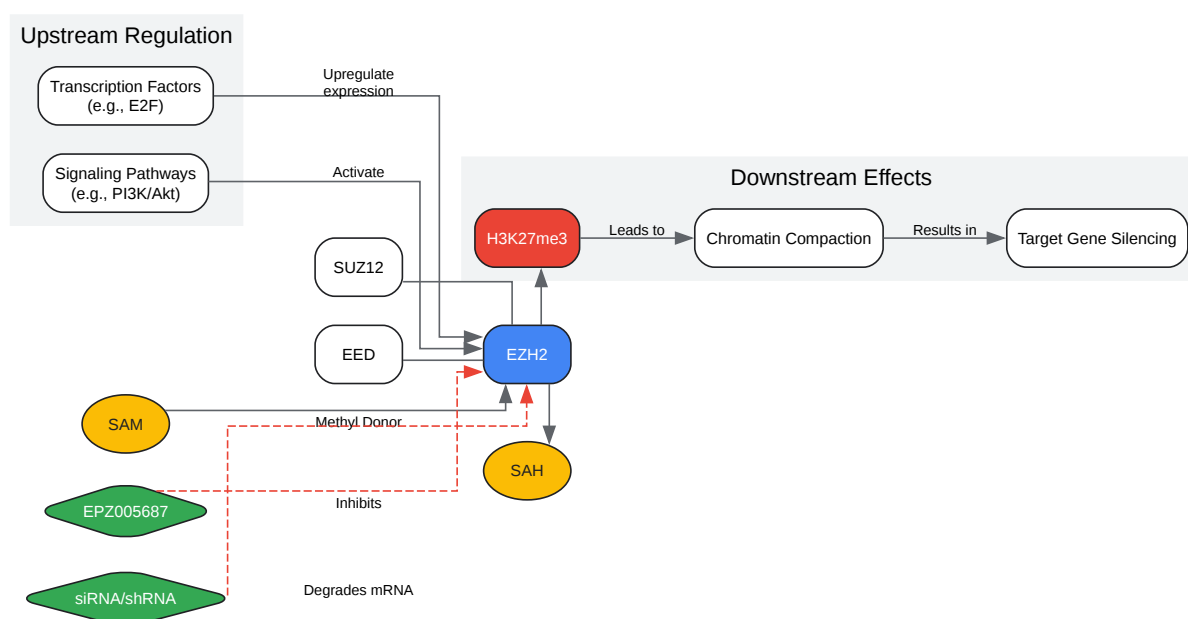 Upstream Regulation
Transcription Factors
(e.g., E2F)
Upregulate
expression
Signaling Pathways
(e.g., PI3K/Akt)
Activate
Downstream Effects
H3K27me3
Leads to
Chromatin Compaction
Results in
Target Gene Silencing
SUZ12
EED
EZH2
SAM
Methyl Donor
SAH
EPZ005687
Inhibits
siRNA/shRNA
Degrades mRNA